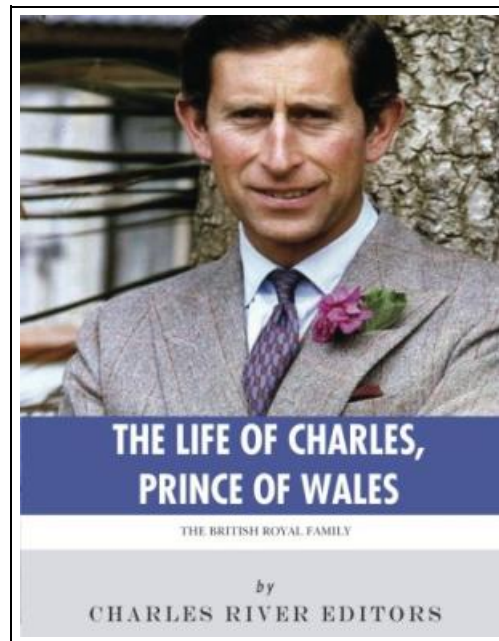 THE LIFE OF CHARLES,
PRINCE OF WALES
THE BRITISH ROYAL FAMILY
by
CHARLES RIVER EDITORS